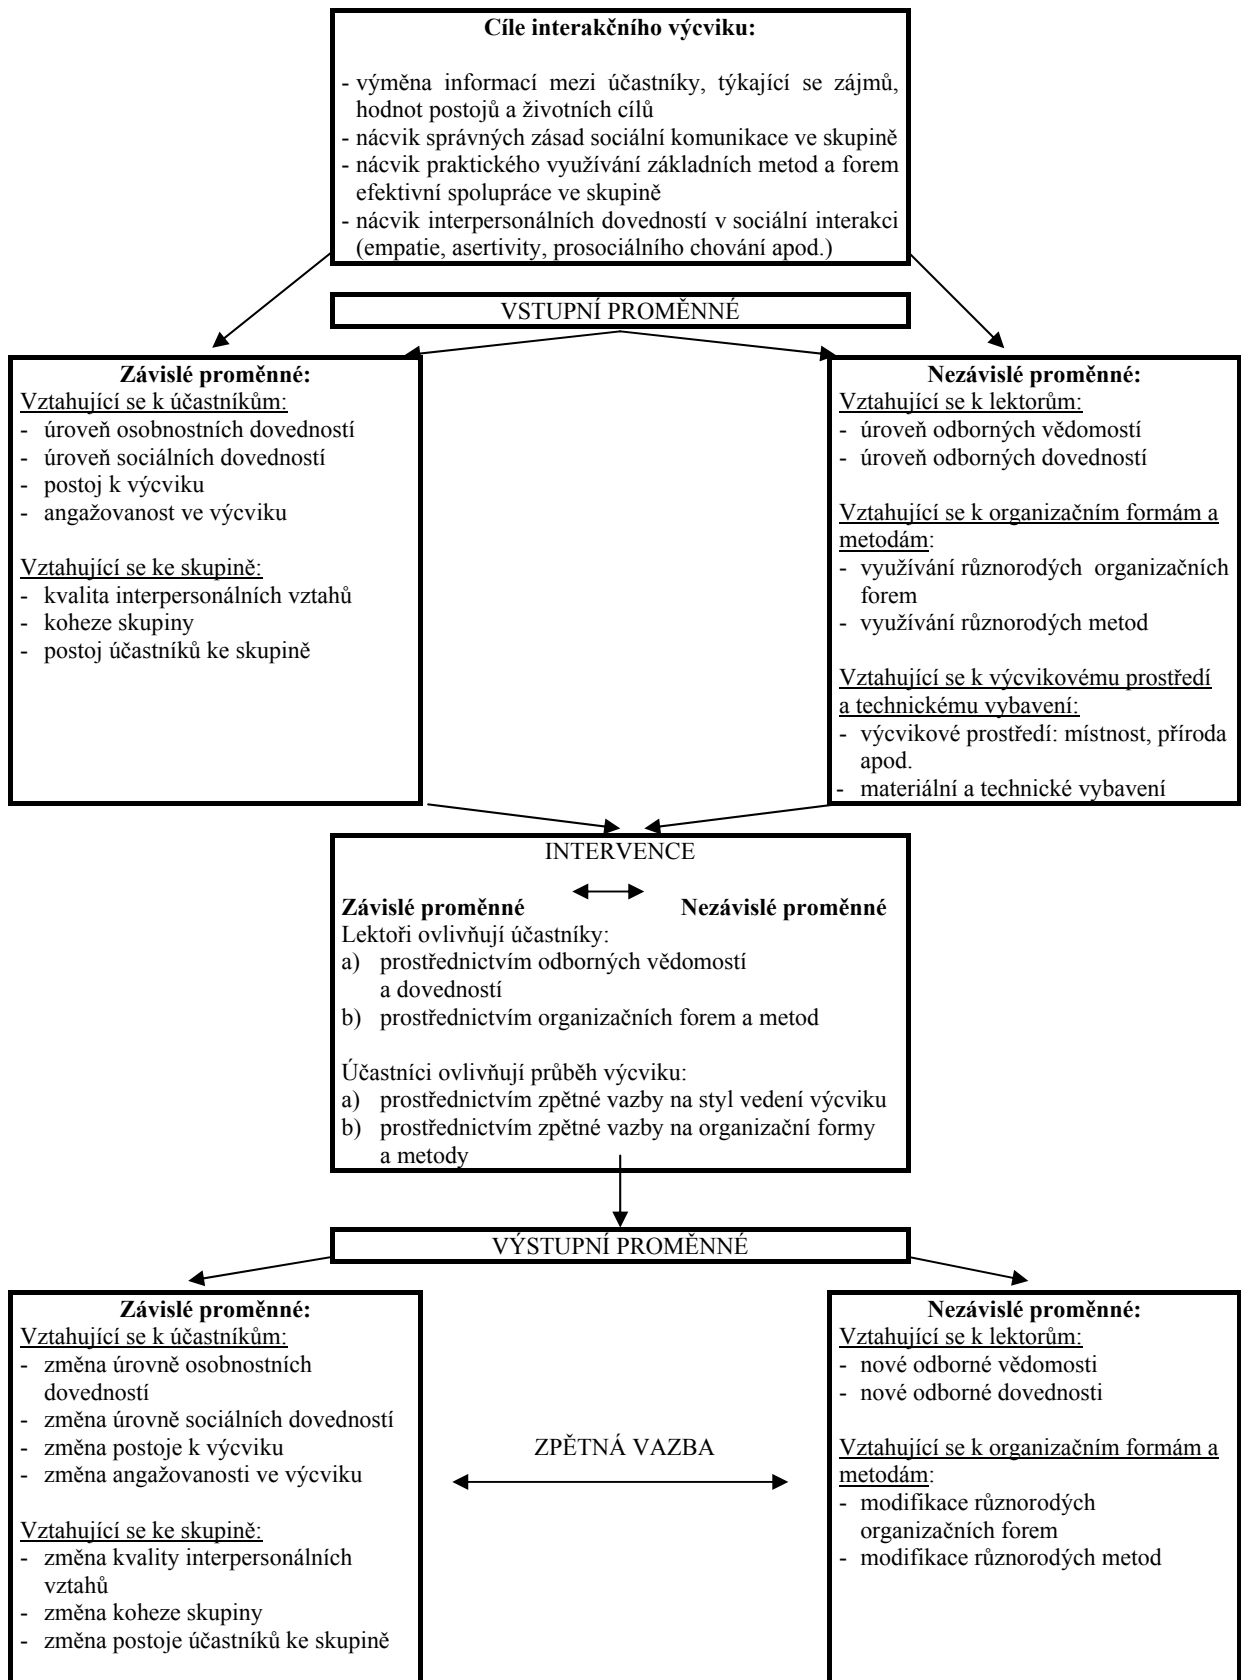 Cíle interakčního výcviku:
- výměna informací mezi účastníky, týkající se zájmů,
hodnot postojů a životních cílů
- nácvik správných zásad sociální komunikace ve skupině
- nácvik praktického využívání základních metod a forem
efektivní spolupráce ve skupině
- nácvik interpersonálních dovedností v sociální interakci
(empatie, asertivity, prosociálního chování apod.)
VSTUPNÍ PROMĚNNÉ
Závislé proměnné:
Vztahující se k účastníkům:
- úroveň osobnostních dovedností
- úroveň sociálních dovedností
- postoj k výcviku
- angažovanost ve výcviku
Vztahující se ke skupině:
- kvalita interpersonálních vztahů
- koheze skupiny
- postoj účastníků ke skupině
Nezávislé proměnné:
Vztahující se k lektorům:
- úroveň odborných vědomostí
- úroveň odborných dovedností
Vztahující se k organizačním formám a
metodám:
- využívání různorodých organizačních
forem
- využívání různorodých metod
Vztahující se k výcvikovému prostředí
a technickému vybavení:
- výcvikové prostředí: místnost, příroda
apod.
- materiální a technické vybavení
INTERVENCE
Závislé proměnné Nezávislé proměnné
Lektoři ovlivňují účastníky:
a) prostřednictvím odborných vědomostí
a dovedností
b) prostřednictvím organizačních forem a metod
Účastníci ovlivňují průběh výcviku:
a) prostřednictvím zpětné vazby na styl vedení výcviku
b) prostřednictvím zpětné vazby na organizační formy
a metody
VÝSTUPNÍ PROMĚNNÉ
Závislé proměnné:
Vztahující se k účastníkům:
- změna úrovně osobnostních
dovedností
- změna úrovně sociálních dovedností
- změna postoje k výcviku
- změna angažovanosti ve výcviku
Vztahující se ke skupině:
- změna kvality interpersonálních
vztahů
- změna koheze skupiny
- změna postoje účastníků ke skupině
ZPĚTNÁ VAZBA
Nezávislé proměnné:
Vztahující se k lektorům:
- nové odborné vědomosti
- nové odborné dovednosti
Vztahující se k organizačním formám a
metodám:
- modifikace různorodých
organizačních forem
- modifikace různorodých metod